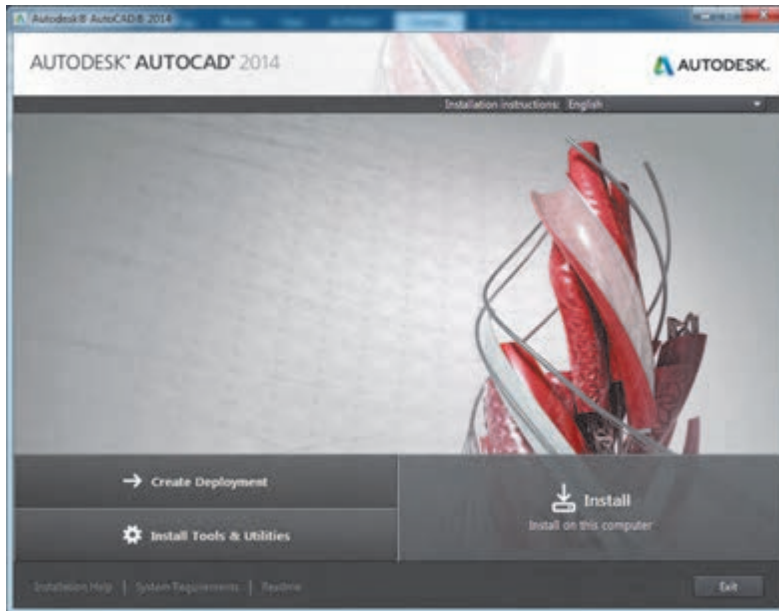 Autodesk® AutoCAD® 2014
AUTODESK® AUTOCAD® 2014
AUTODESK.
Installation instructions: English
Create Deployment
Install
Install on this computer
Install Tools & Utilities
Installation Help | System Requirements | Readme
Exit